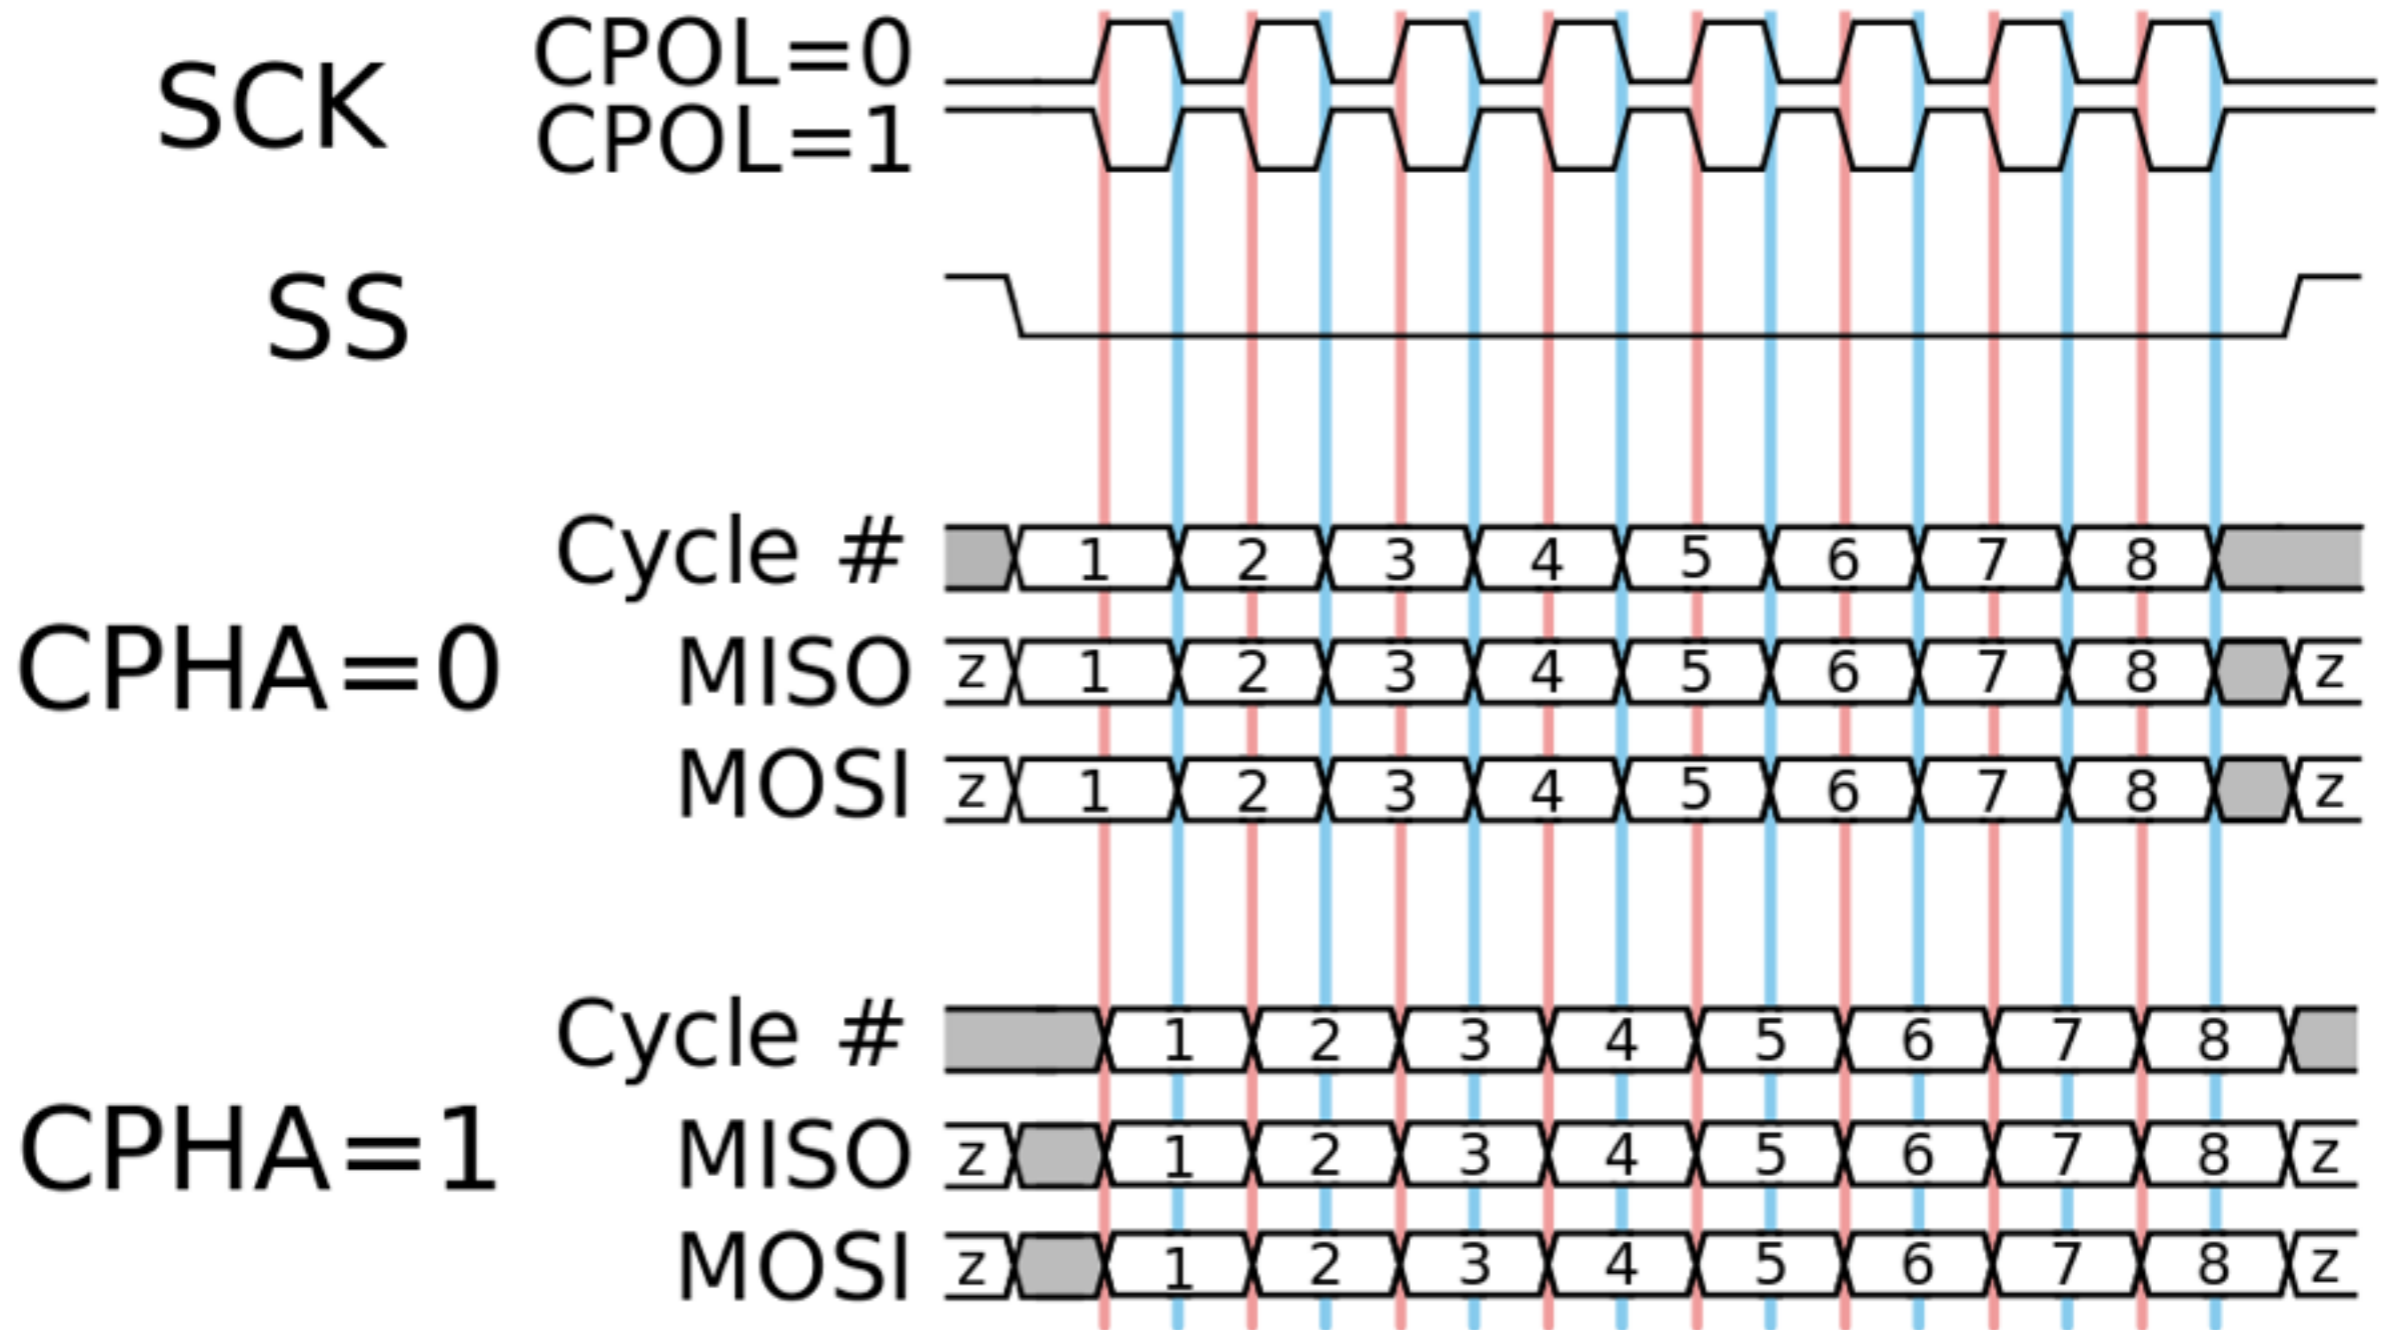 CPOL=0
SCK
CPOL=1
SS
Cycle # 1 2 3 4 5 6 7 8
CPHA=0
MISO z 1 2 3 4 5 6 7 8 z
MOSI z 1 2 3 4 5 6 7 8 z
Cycle # 1 2 3 4 5 6 7 8
CPHA=1
MISO z 1 2 3 4 5 6 7 8 z
MOSI z 1 2 3 4 5 6 7 8 z